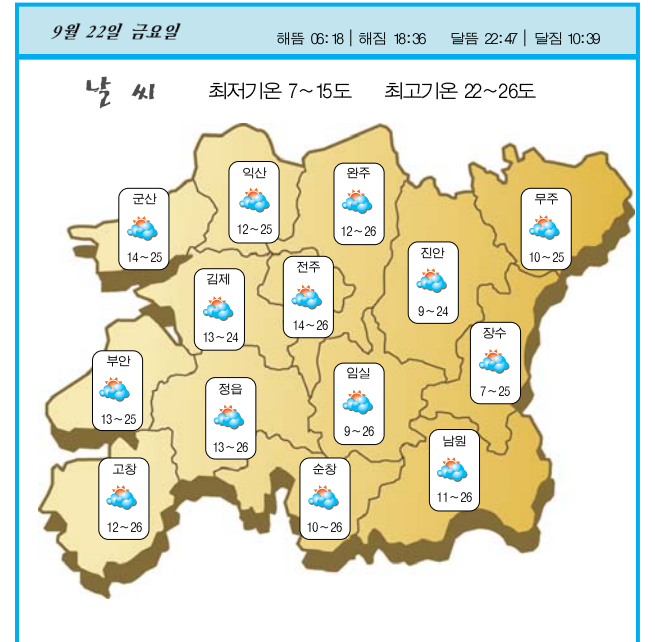 9월 22일 금요일
해뜸 06:18 | 해짐 18:36 달뜸 22:47 | 달짐 10:39
날씨 최저기온 7~15도 최고기온 22~26도
익산
12~25
완주
12~26
군산
14~25
무주
10~25
진안
9~24
전주
14~26
김제
13~24
장수
7~25
부안
13~25
임실
9~26
정읍
13~26
남원
11~26
고창
12~26
순창
10~26